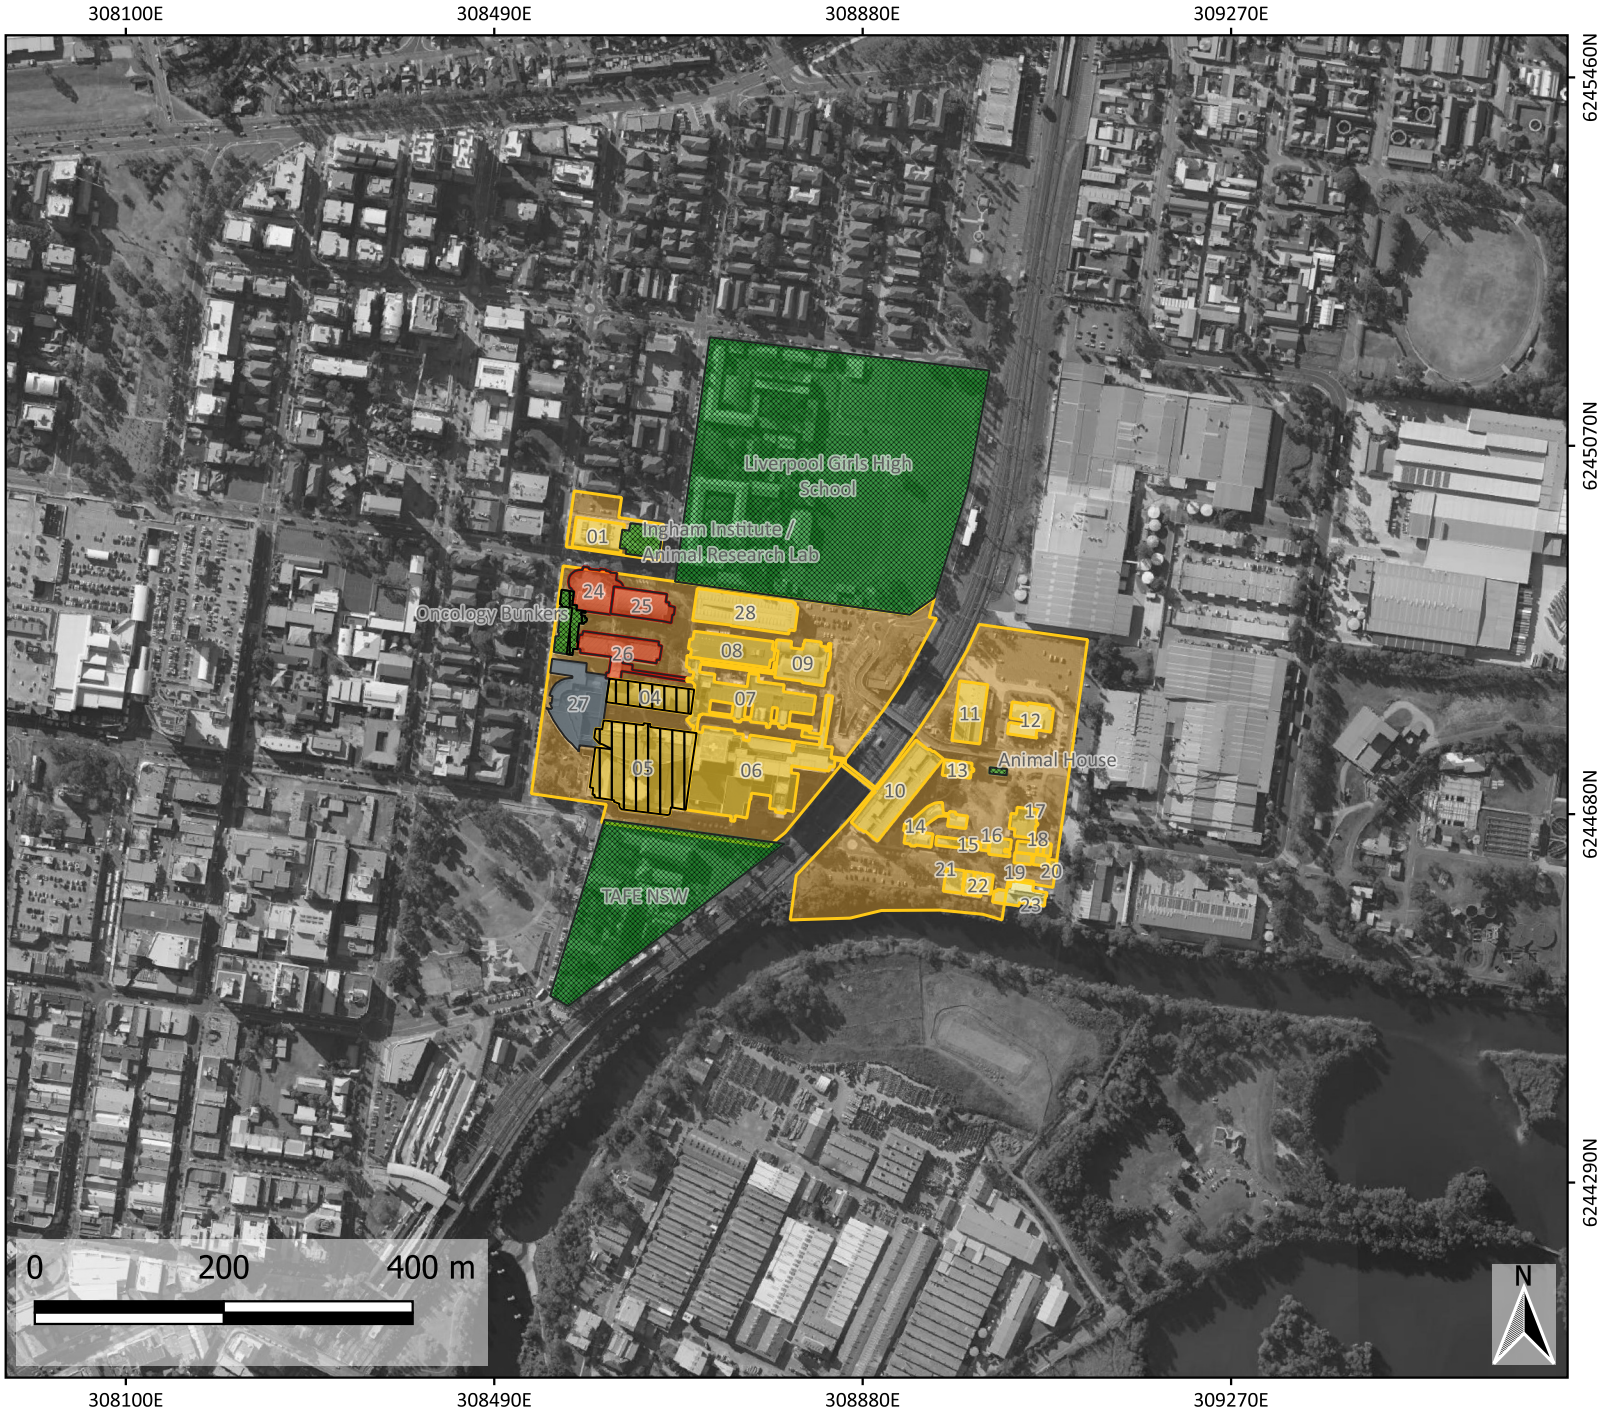 308100E 308490E 308880E 309270E
6245460N
6245070N
6244680N
6244290N
Liverpool Girls High
School
01
Ingham Institute /
Animal Research Lab
24
25
Oncology Bunkers
28
26
08
09
04
07
27
11
12
05
06
Animal House
13
10
17
14
16
18
15
21
19
20
22
23
TAFE NSW
0 200 400 m
N
308100E 308490E 308880E 309270E